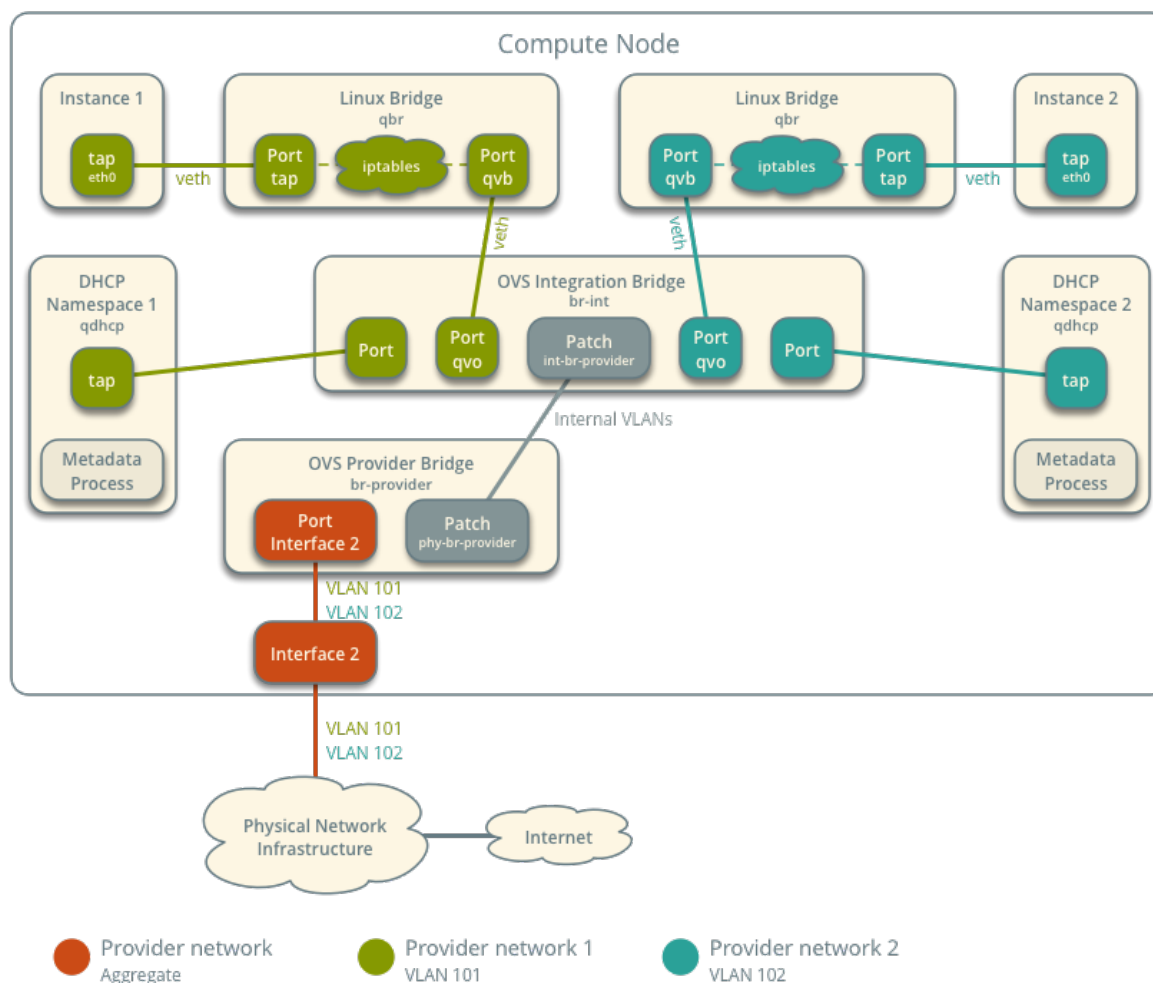 Compute Node
Instance 1
tap
eth0
veth
Linux Bridge
qbr
Port
tap
iptables
Port
qvb
Linux Bridge
qbr
Port
qvb
iptables
Port
tap
veth
Instance 2
tap
eth0
veth
veth
DHCP
Namespace 1
qdhcp
tap
Metadata
Process
OVS Integration Bridge
br-int
Port
Port
qvo
Patch
int-br-provider
Port
qvo
Port
DHCP
Namespace 2
qdhcp
tap
Metadata
Process
Internal VLANs
OVS Provider Bridge
br-provider
Port
Interface 2
Patch
phy-br-provider
VLAN 101
VLAN 102
Interface 2
VLAN 101
VLAN 102
Physical Network
Infrastructure
Internet
Provider network
Aggregate
Provider network 1
VLAN 101
Provider network 2
VLAN 102